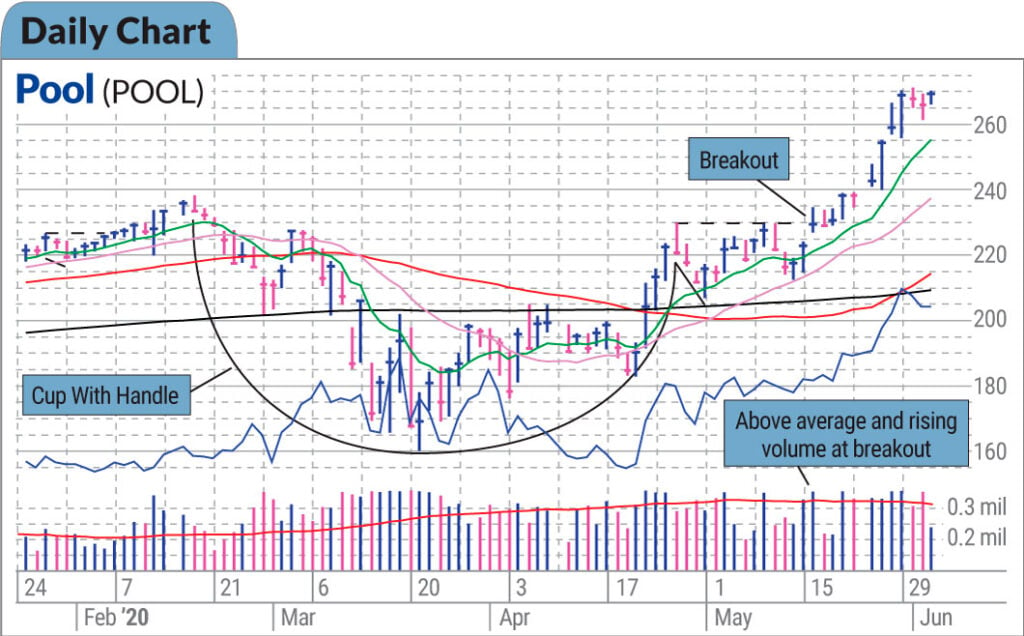 Daily Chart
Pool (POOL)
260
240
Breakout
220
200
180
Cup With Handle
Above average and rising
volume at breakout
160
0.3 mil
0.2 mil
24 7 21 6 20 3 17 1 15 29
Feb '20 Mar Apr May Jun